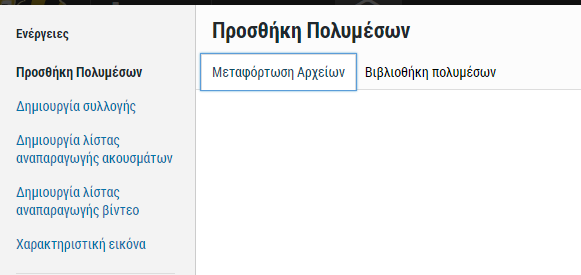 Ενέργειες
Προσθήκη Πολυμέσων
Δημιουργία συλλογής
Δημιουργία λίστας
αναπαραγωγής ακουσμάτων
Δημιουργία λίστας
αναπαραγωγής βίντεο
Χαρακτηριστική εικόνα
Προσθήκη Πολυμέσων
Μεταφόρτωση Αρχείων
Βιβλιοθήκη πολυμέσων